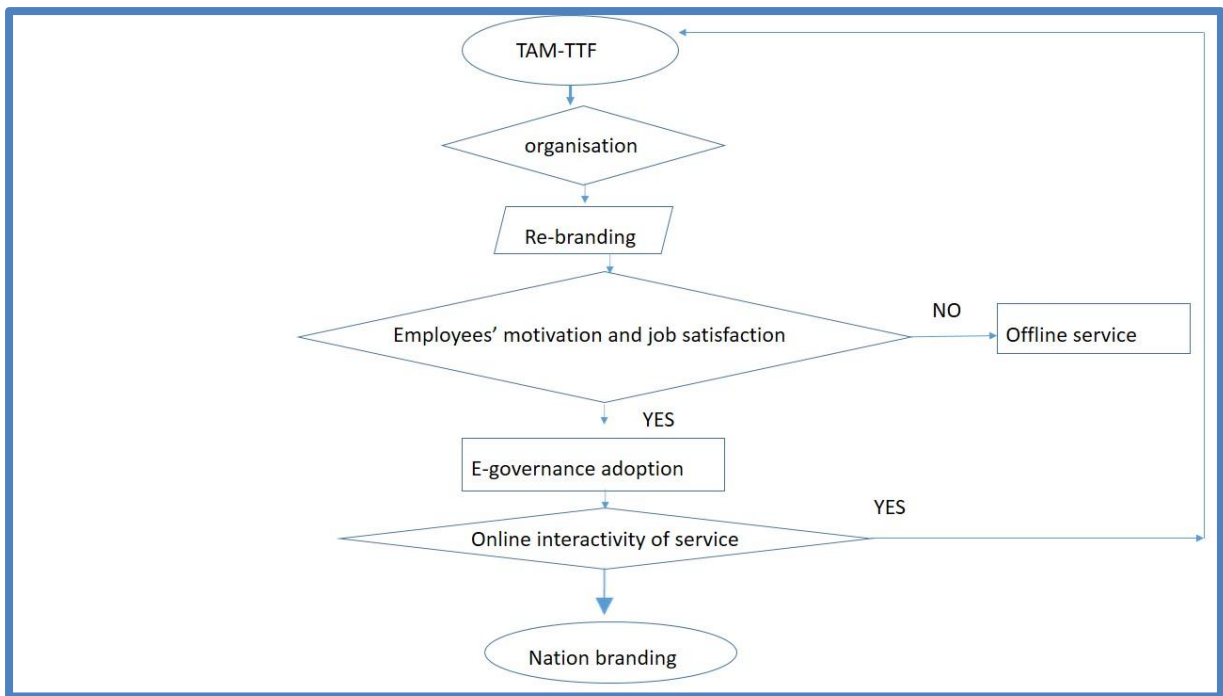 TAM-TTF
organisation
Re-branding
Employees’ motivation and job satisfaction
NO
Offline service
YES
E-governance adoption
YES
Online interactivity of service
Nation branding